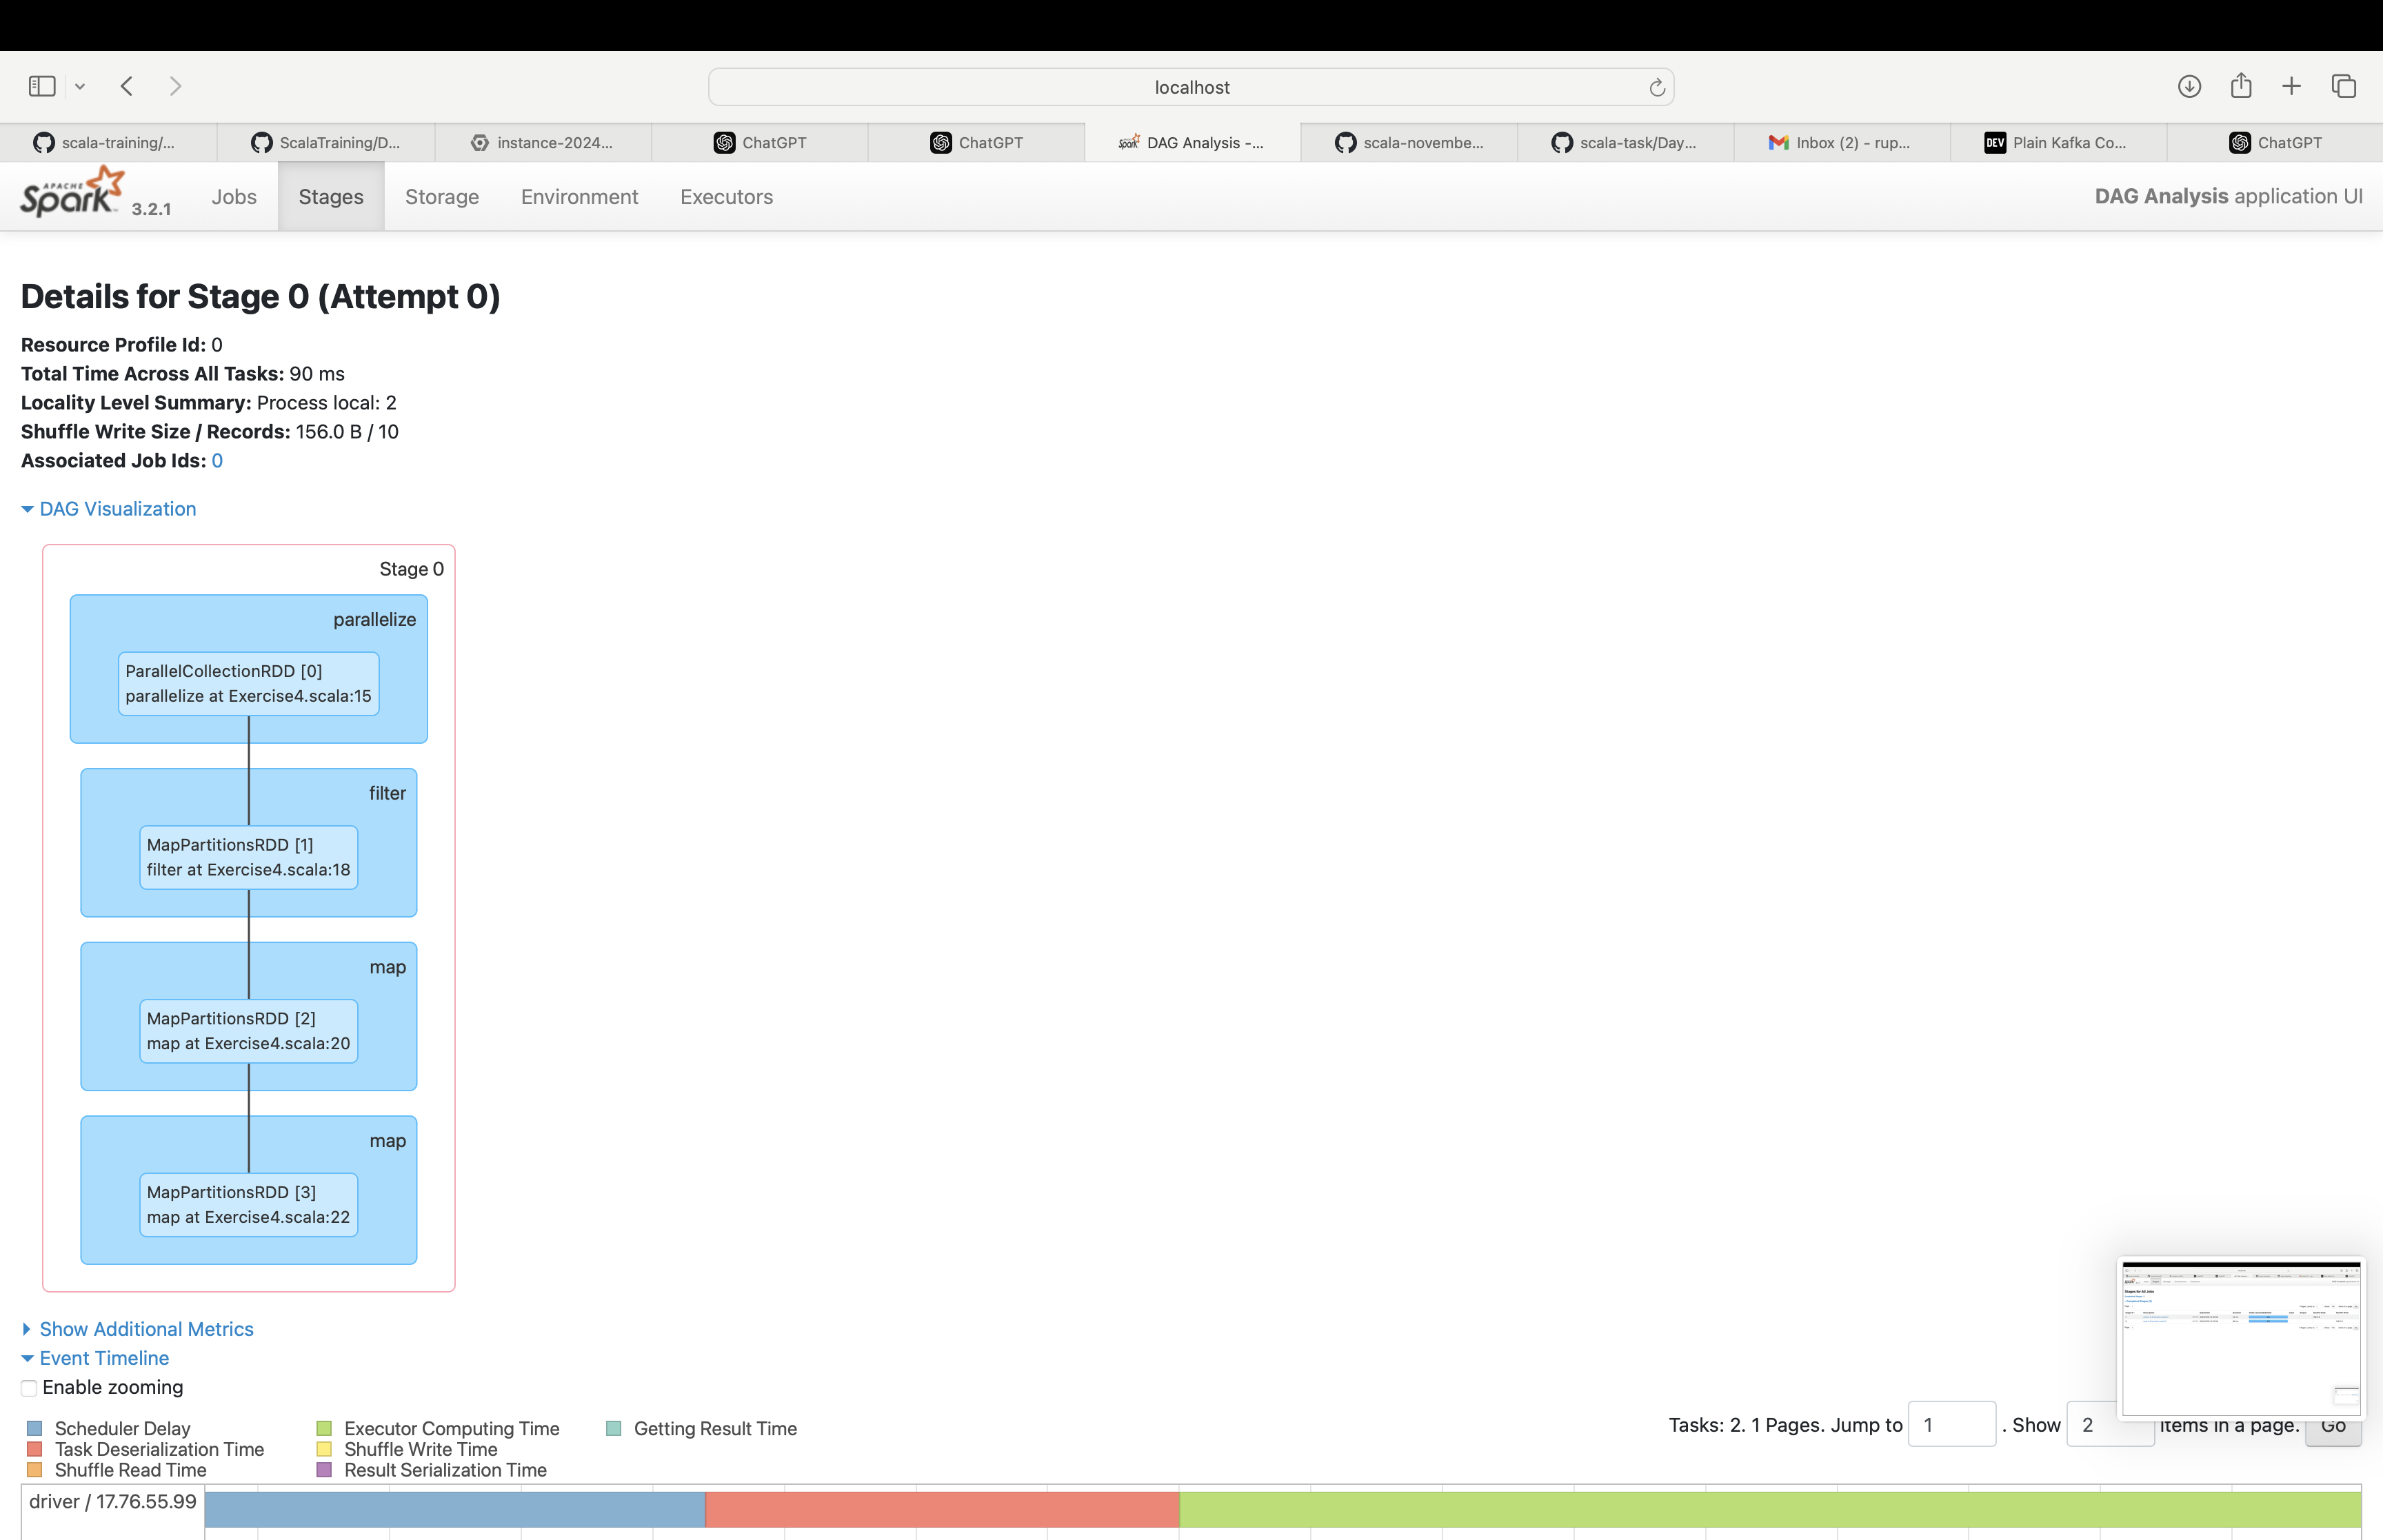 localhost
scala-training/...
ScalaTraining/D...
instance-2024...
ChatGPT
ChatGPT
DAG Analysis -...
scala-novembe...
scala-task/Day...
Inbox (2) - rup...
DEV Plain Kafka Co...
ChatGPT
APACHE Spark 3.2.1
Jobs
Stages
Storage
Environment
Executors
DAG Analysis application UI
Details for Stage 0 (Attempt 0)
Resource Profile Id: 0
Total Time Across All Tasks: 90 ms
Locality Level Summary: Process local: 2
Shuffle Write Size / Records: 156.0 B / 10
Associated Job Ids: 0
DAG Visualization
Stage 0
parallelize
ParallelCollectionRDD [0]
parallelize at Exercise4.scala:15
filter
MapPartitionsRDD [1]
filter at Exercise4.scala:18
map
MapPartitionsRDD [2]
map at Exercise4.scala:20
map
MapPartitionsRDD [3]
map at Exercise4.scala:22
Show Additional Metrics
Event Timeline
Enable zooming
Scheduler Delay
Task Deserialization Time
Shuffle Read Time
Executor Computing Time
Shuffle Write Time
Result Serialization Time
Getting Result Time
Tasks: 2. 1 Pages. Jump to 1 . Show 2 items in a page. Go
driver / 17.76.55.99